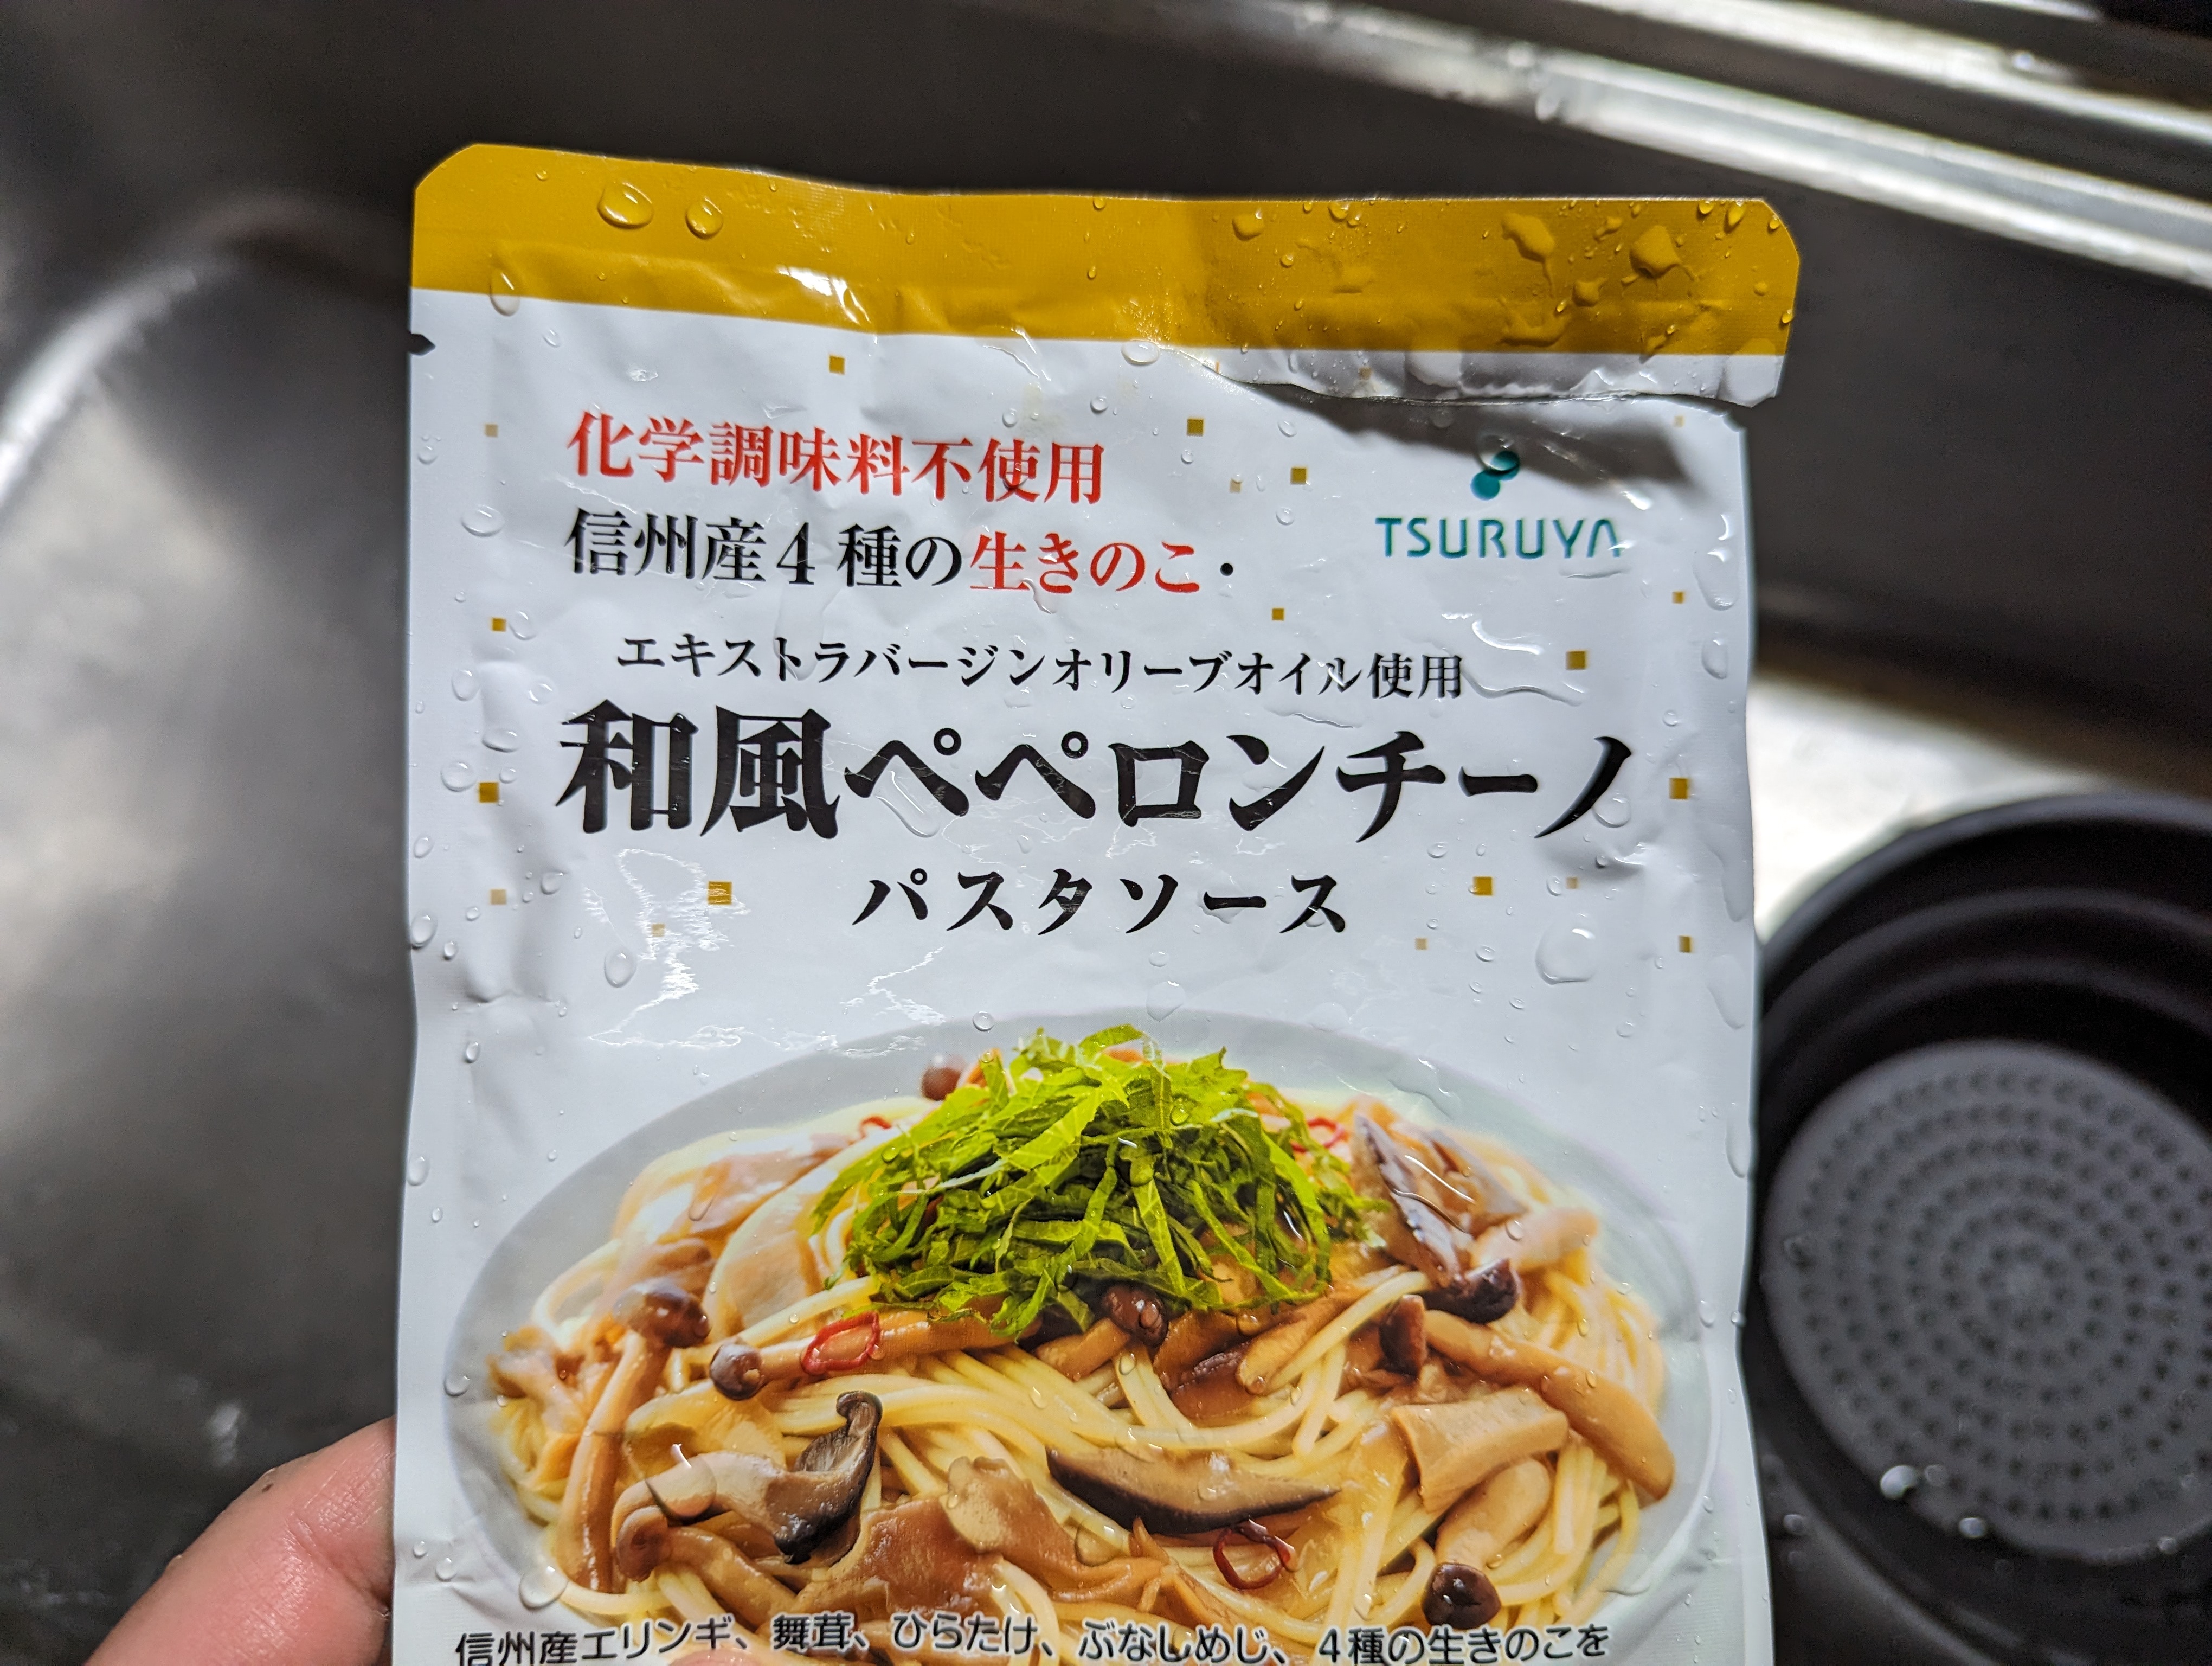 化学調味料不使用
信州産4種の生きのこ・
TSURUYA
エキストラバージンオリーブオイル使用
和風ペペロンチーノ
パスタソース
信州産エリンギ、舞茸、ひらたけ、ぶなしめじ、4種の生きのこを